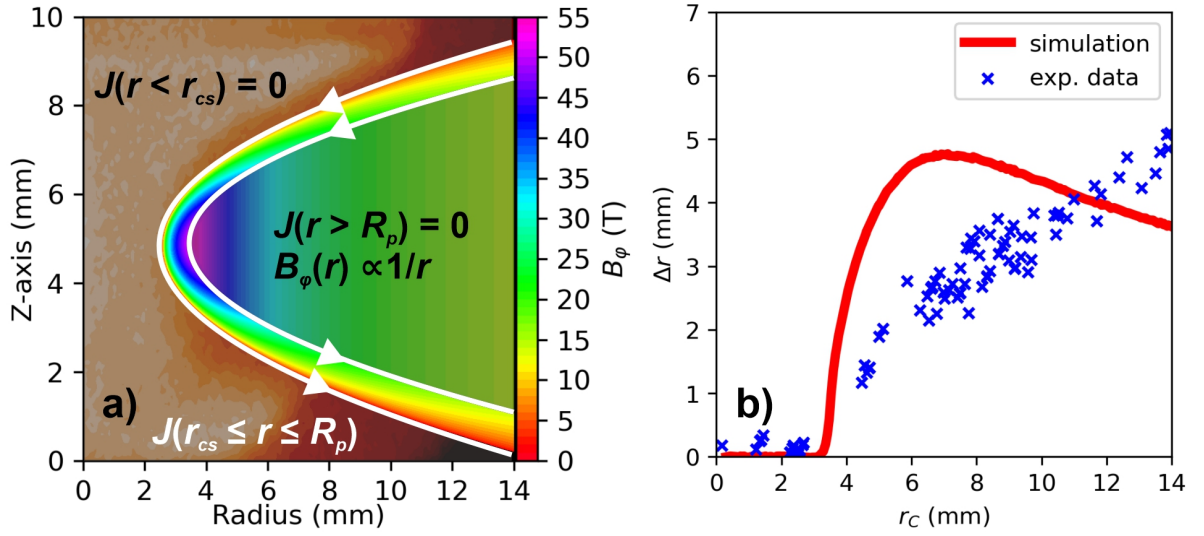 10
8
6
4
2
0
Z-axis (mm)
J(r < r_cs) = 0
J(r > R_p) = 0
B_φ(r) ∝1/r
a)
J(r_cs ≤ r ≤ R_p)
0 2 4 6 8 10 12 14
Radius (mm)
55
50
45
40
35
30
25
20
15
10
5
0
B_φ (T)
7
6
5
4
3
2
1
0
Δr (mm)
simulation
exp. data
b)
0 2 4 6 8 10 12 14
r_C (mm)